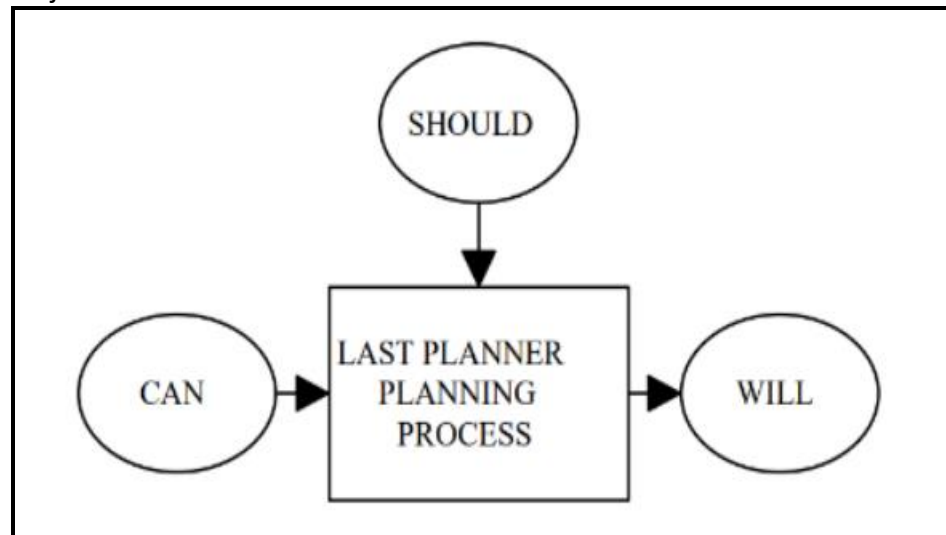 SHOULD
LAST PLANNER
PLANNING
PROCESS
CAN
WILL